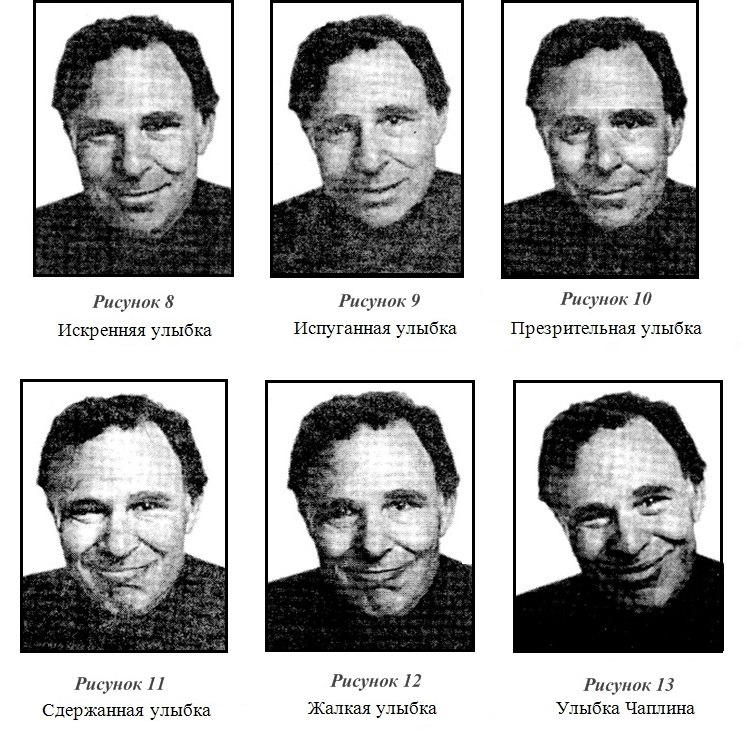 Рисунок 8
Искренняя улыбка
Рисунок 9
Испуганная улыбка
Рисунок 10
Презрительная улыбка
Рисунок 11
Сдержанная улыбка
Рисунок 12
Жалкая улыбка
Рисунок 13
Улыбка Чаплина